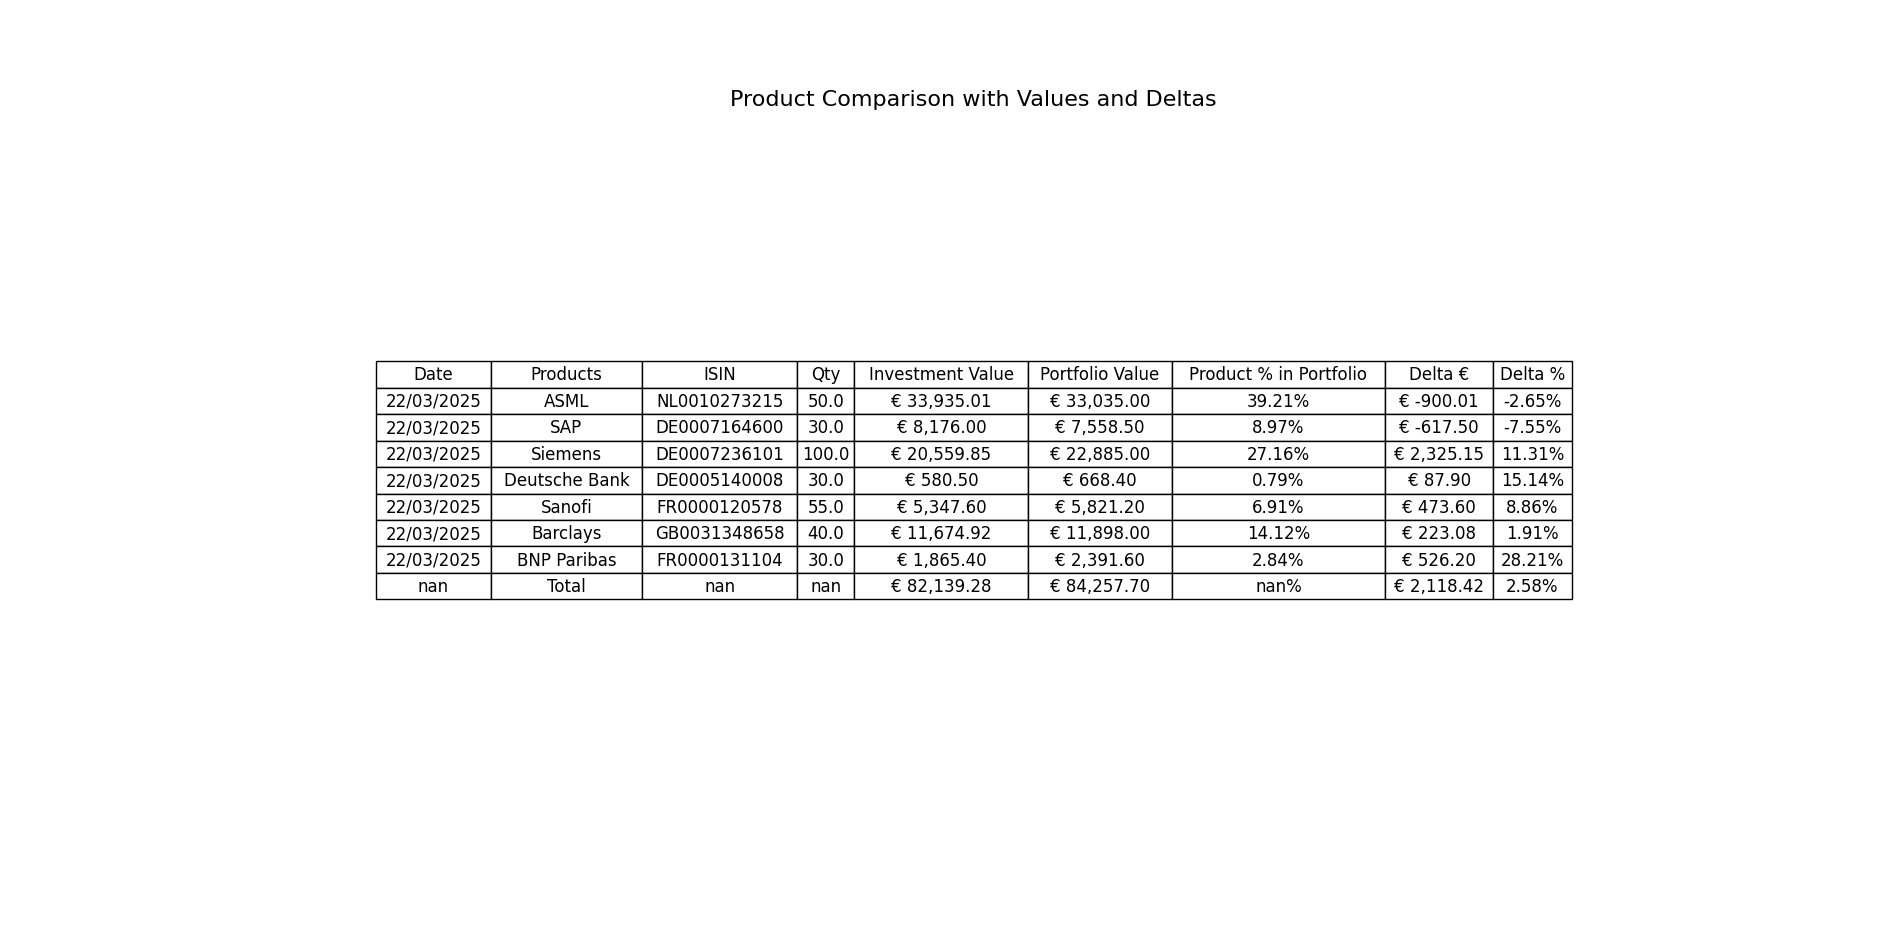 Product Comparison with Values and Deltas
Date Products ISIN Qty Investment Value Portfolio Value Product % in Portfolio Delta € Delta %
22/03/2025 ASML NL0010273215 50.0 € 33,935.01 € 33,035.00 39.21% € -900.01 -2.65%
22/03/2025 SAP DE0007164600 30.0 € 8,176.00 € 7,558.50 8.97% € -617.50 -7.55%
22/03/2025 Siemens DE0007236101 100.0 € 20,559.85 € 22,885.00 27.16% € 2,325.15 11.31%
22/03/2025 Deutsche Bank DE0005140008 30.0 € 580.50 € 668.40 0.79% € 87.90 15.14%
22/03/2025 Sanofi FR0000120578 55.0 € 5,347.60 € 5,821.20 6.91% € 473.60 8.86%
22/03/2025 Barclays GB0031348658 40.0 € 11,674.92 € 11,898.00 14.12% € 223.08 1.91%
22/03/2025 BNP Paribas FR0000131104 30.0 € 1,865.40 € 2,391.60 2.84% € 526.20 28.21%
nan Total nan nan € 82,139.28 € 84,257.70 nan% € 2,118.42 2.58%